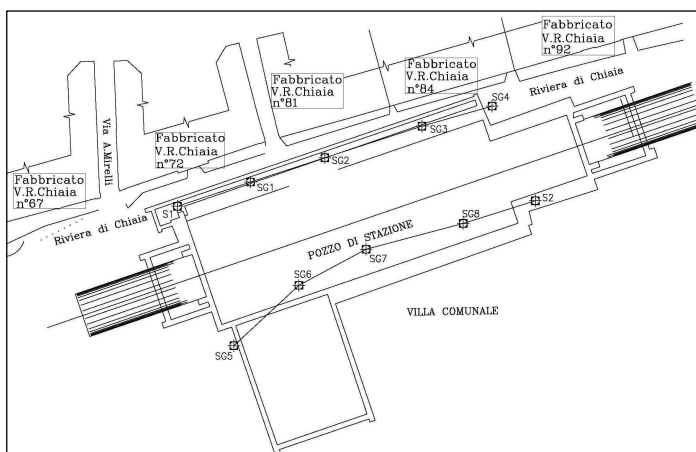 Fabbricato
V.R.Chiaia
n°92
Fabbricato
V.R.Chiaia
n°84
Fabbricato
V.R.Chiaia
n°81
Riviera di Chiaia
SG4
SG3
Fabbricato
V.R.Chiaia
n°72
Via A.Mirelli
SG2
Fabbricato
V.R.Chiaia
n°67
SG1
S1
Riviera di Chiaia
S2
SG8
POZZO DI STAZIONE
SG7
SG6
VILLA COMUNALE
SG5